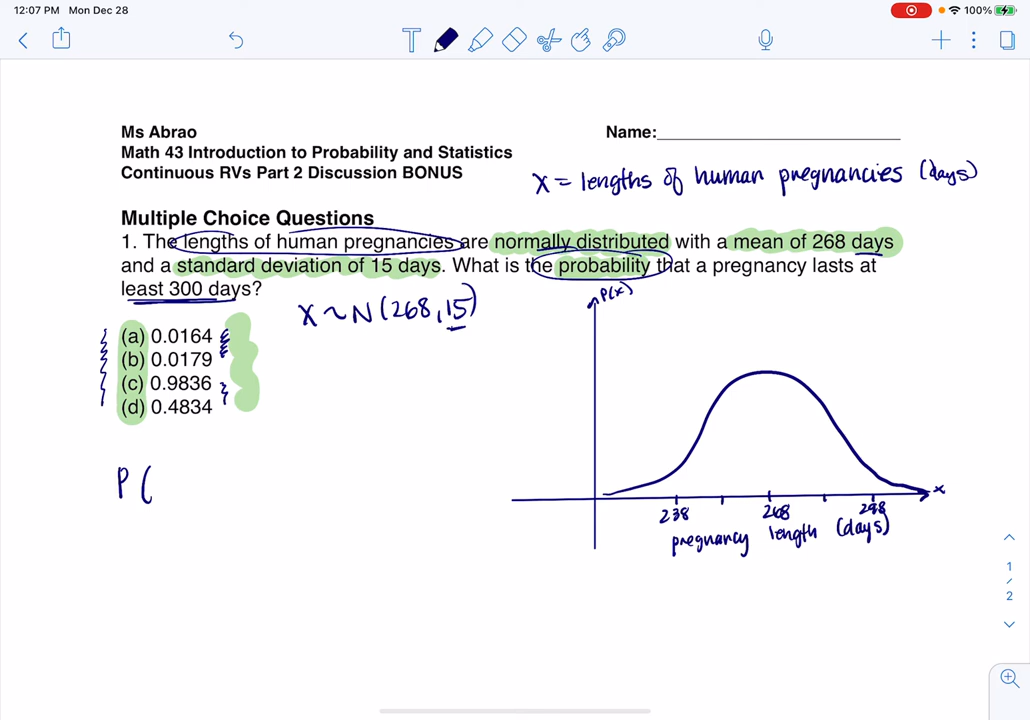 12:07 PM Mon Dec 28
100%
Ms Abrao
Name:
Math 43 Introduction to Probability and Statistics
Continuous RVs Part 2 Discussion BONUS
x = lengths of human pregnancies (days)
Multiple Choice Questions
1. The lengths of human pregnancies are normally distributed with a mean of 268 days
and a standard deviation of 15 days. What is the probability that a pregnancy lasts at
least 300 days?
X ~ N(268, 15)
(a) 0.0164
(b) 0.0179
(c) 0.9836
(d) 0.4834
P(
P(x)
x
238 268 298
pregnancy length (days)
1
/
2
T